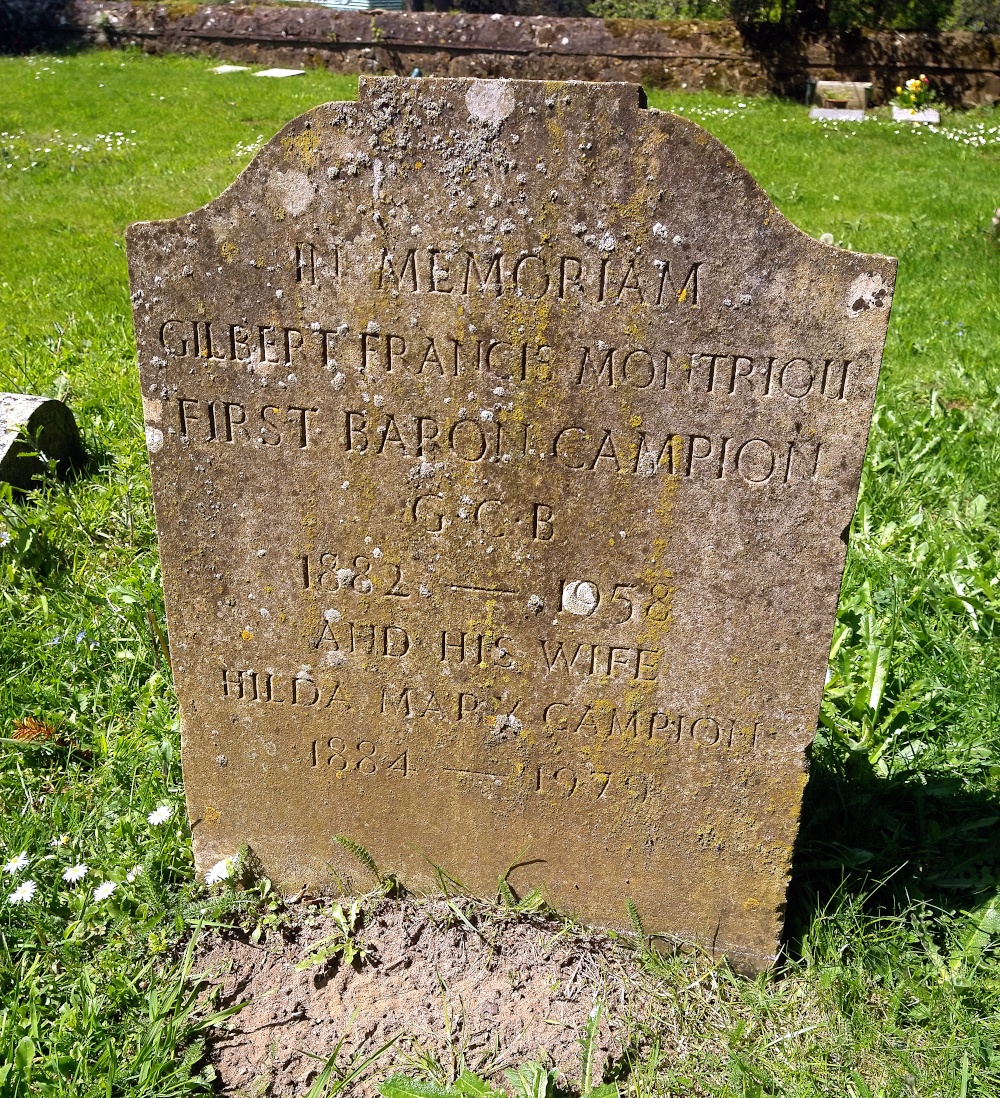 IN MEMORIAM
GILBERT FRANCIS MONTRIOU
FIRST BARON CAMPION
G·C·B
1882 — 1958
AND HIS WIFE
HILDA MARY CAMPION
1884 — 1979